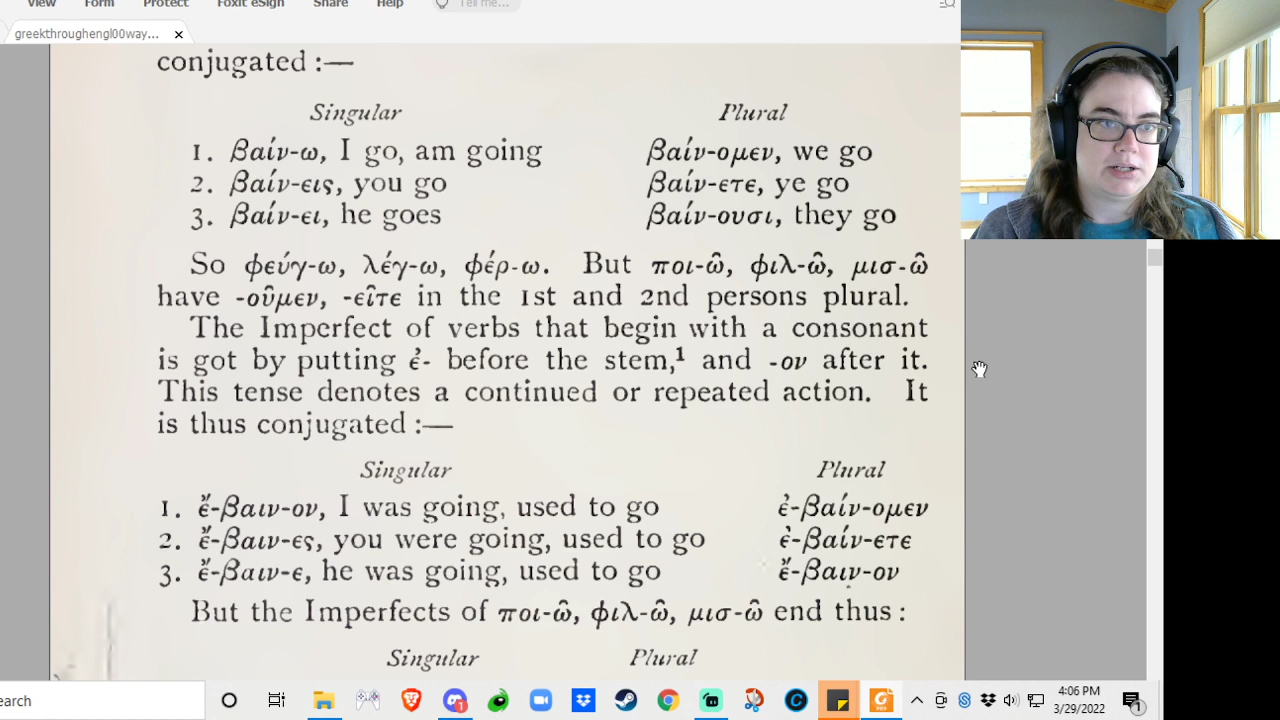 View Form Protect Foxit eSign Share Help Tell me...
greekthroughengl00way... ×
conjugated :—
Singular Plural
1. βαίν-ω, I go, am going βαίν-ομεν, we go
2. βαίν-εις, you go βαίν-ετε, ye go
3. βαίν-ει, he goes βαίν-ουσι, they go
So φεύγ-ω, λέγ-ω, φέρ-ω. But ποι-ῶ, φιλ-ῶ, μισ-ῶ
have -οῦμεν, -εῖτε in the 1st and 2nd persons plural.
The Imperfect of verbs that begin with a consonant
is got by putting ἐ- before the stem,¹ and -ον after it.
This tense denotes a continued or repeated action. It
is thus conjugated :—
Singular Plural
1. ἔ-βαιν-ον, I was going, used to go ἐ-βαίν-ομεν
2. ἔ-βαιν-ες, you were going, used to go ἐ-βαίν-ετε
3. ἔ-βαιν-ε, he was going, used to go ἔ-βαιν-ον
But the Imperfects of ποι-ῶ, φιλ-ῶ, μισ-ῶ end thus :
Singular Plural
earch
4:06 PM
3/29/2022